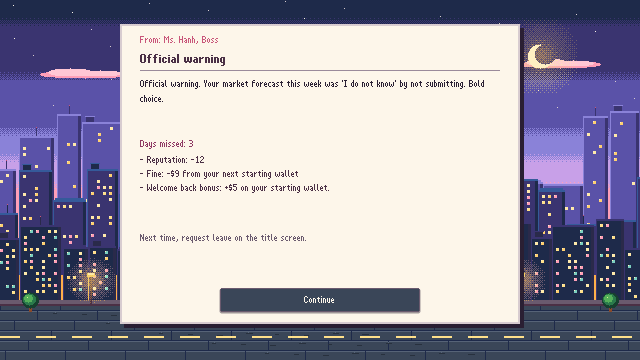 From: Ms. Hanh, Boss
Official warning
Official warning. Your market forecast this week was 'I do not know' by not submitting. Bold
choice.
Days missed: 3
- Reputation: -12
- Fine: -$9 from your next starting wallet
- Welcome back bonus: +$5 on your starting wallet.
Next time, request leave on the title screen.
Continue